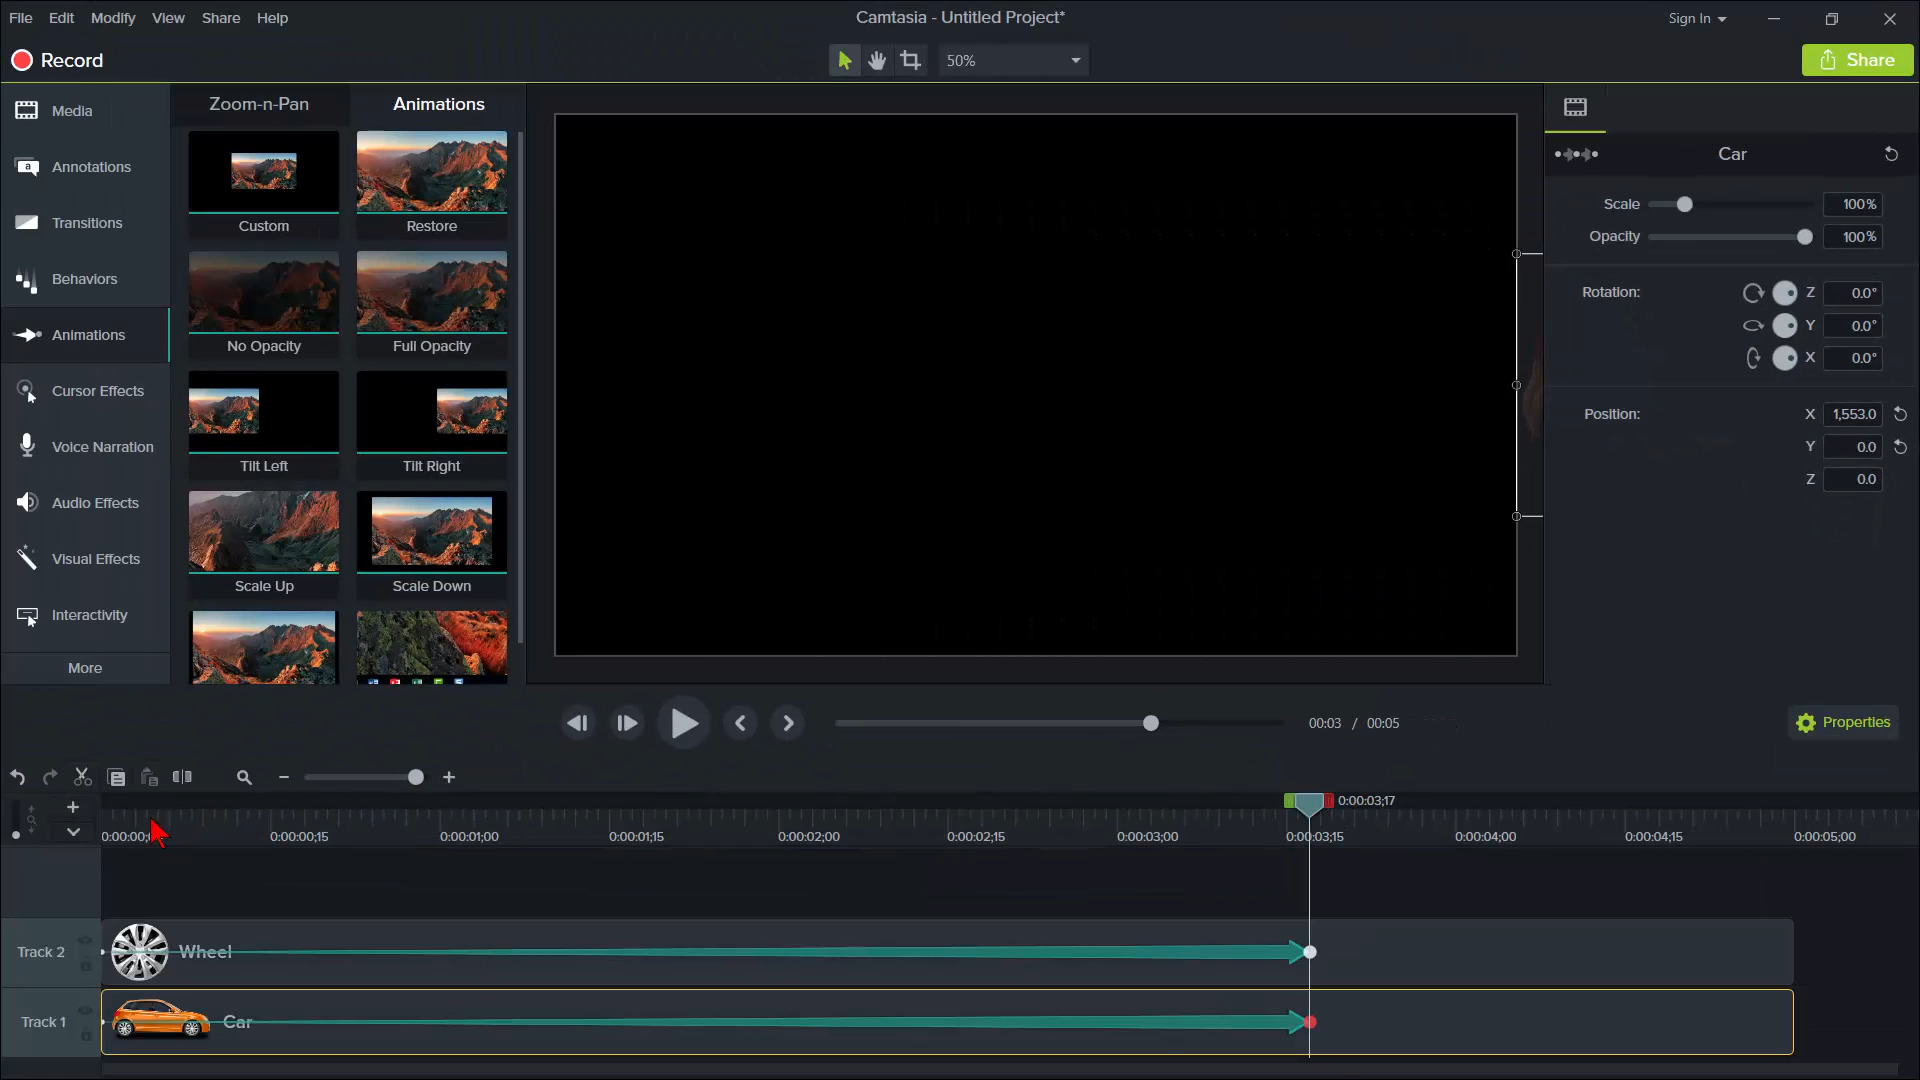 File Edit Modify View Share Help
Camtasia - Untitled Project*
Sign In
Record
50%
Share
Media
Annotations
Transitions
Behaviors
Animations
Cursor Effects
Voice Narration
Audio Effects
Visual Effects
Interactivity
More
Zoom-n-Pan Animations
Custom Restore
No Opacity Full Opacity
Tilt Left Tilt Right
Scale Up Scale Down
Car
Scale 100%
Opacity 100%
Rotation: Z 0.0°
Y 0.0°
X 0.0°
Position: X 1,553.0
Y 0.0
Z 0.0
00:03 / 00:05
Properties
0:00:03;17
0:00:00;15 0:00:01;00 0:00:01;15 0:00:02;00 0:00:02;15 0:00:03;00 0:00:03;15 0:00:04;00 0:00:04;15 0:00:05;00
Track 2 Wheel
Track 1 Car